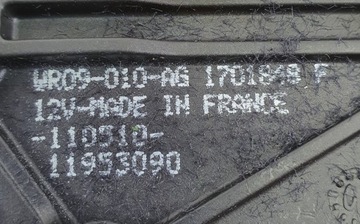 WR09-010-AG 1701848 F
12V-MADE IN FRANCE
-110510-
11953090